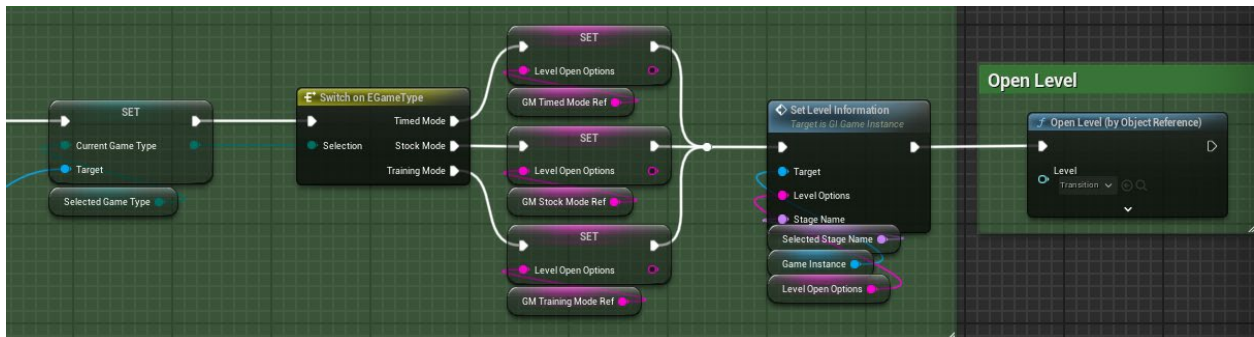 SET
Current Game Type
Target
Selected Game Type
Switch on EGameType
Timed Mode
Selection
Stock Mode
Training Mode
SET
Level Open Options
GM Timed Mode Ref
SET
Level Open Options
GM Stock Mode Ref
SET
Level Open Options
GM Training Mode Ref
Set Level Information
Target is GI Game Instance
Target
Level Options
Stage Name
Selected Stage Name
Game Instance
Level Open Options
Open Level
f Open Level (by Object Reference)
Level
Transition